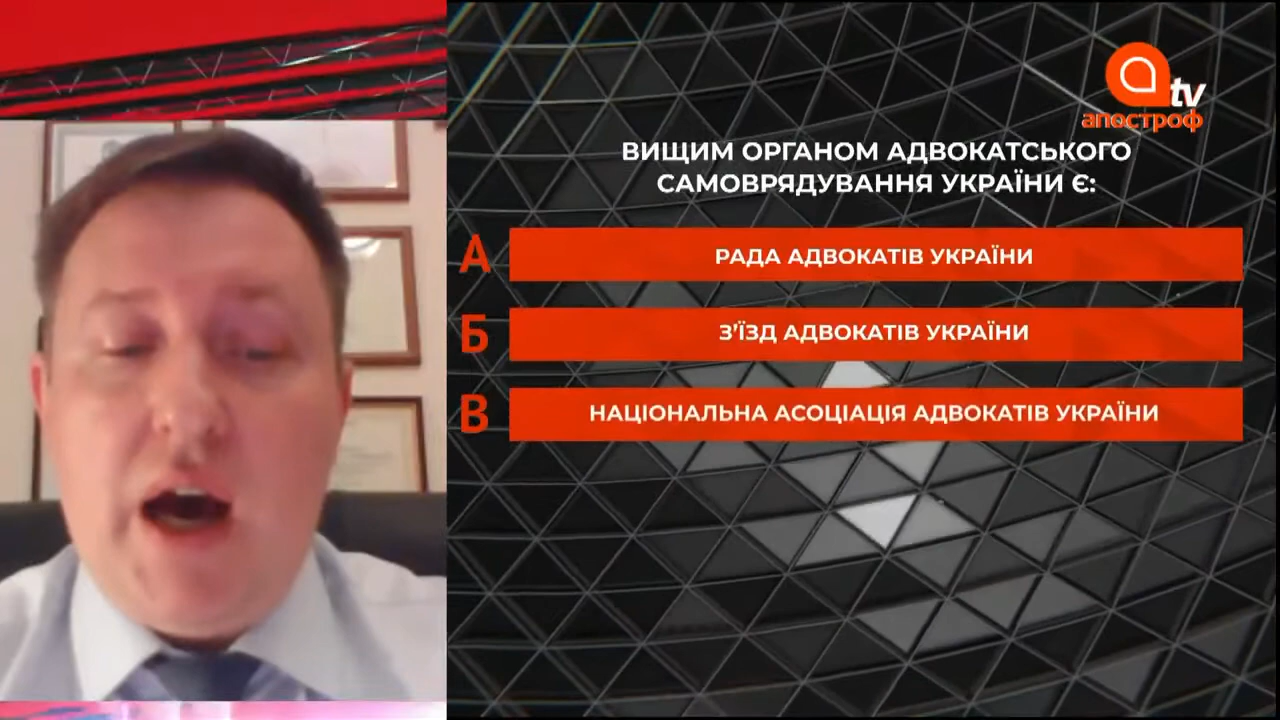 tv
апостроф
ВИЩИМ ОРГАНОМ АДВОКАТСЬКОГО
САМОВРЯДУВАННЯ УКРАЇНИ Є:
А РАДА АДВОКАТІВ УКРАЇНИ
Б З’ЇЗД АДВОКАТІВ УКРАЇНИ
В НАЦІОНАЛЬНА АСОЦІАЦІЯ АДВОКАТІВ УКРАЇНИ